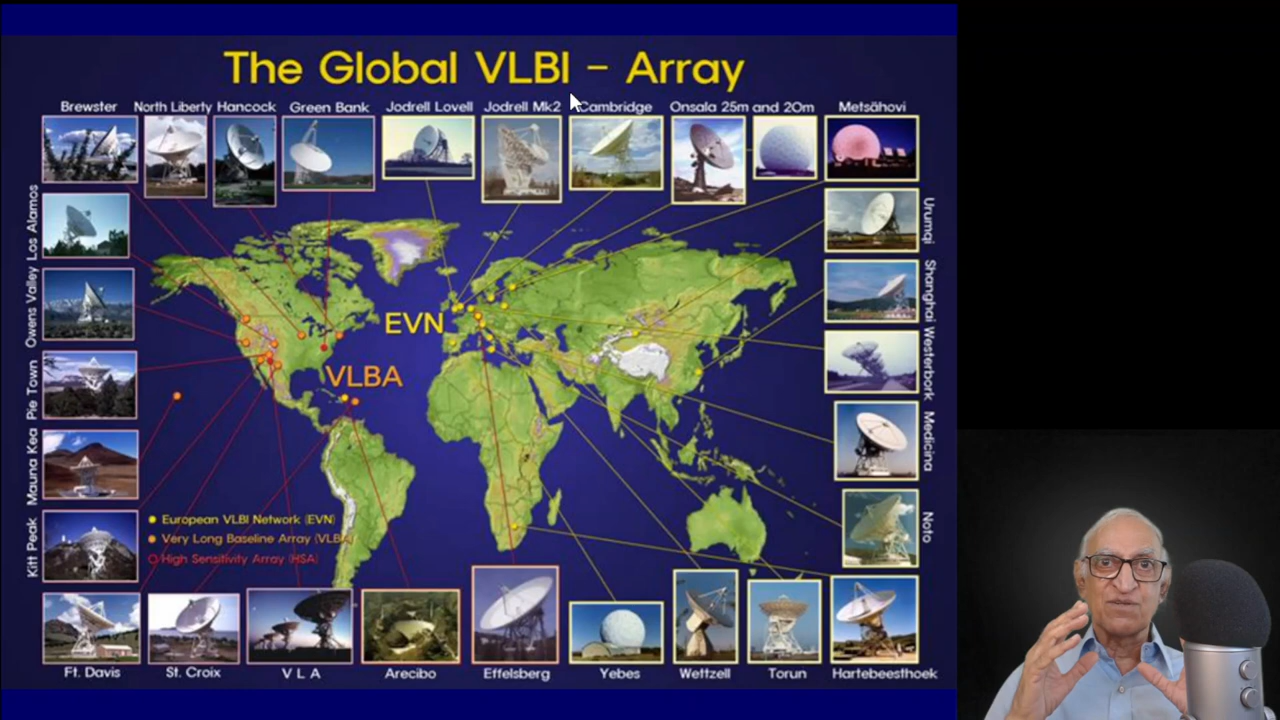 The Global VLBI - Array
Brewster
North Liberty
Hancock
Green Bank
Jodrell Lovell
Jodrell Mk2
Cambridge
Onsala 25m and 20m
Metsähovi
Los Alamos
Owens Valley
Pie Town
Mauna Kea
Kitt Peak
Urumqi
Shanghai
Westerbork
Medicina
Noto
EVN
VLBA
European VLBI Network (EVN)
Very Long Baseline Array (VLBA)
High Sensitivity Array (HSA)
Ft. Davis
St. Croix
V L A
Arecibo
Effelsberg
Yebes
Wettzell
Torun
Hartebeesthoek